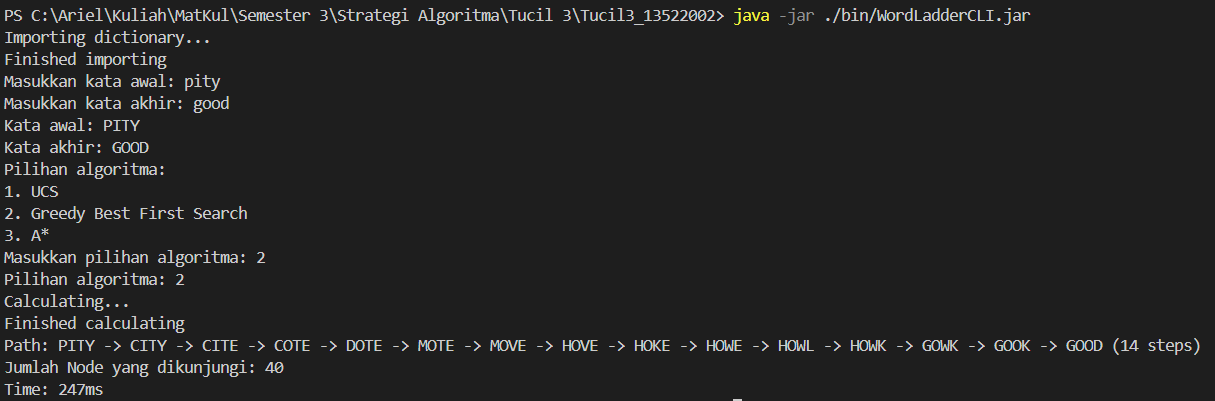 PS C:\Ariel\Kuliah\MatKul\Semester 3\Strategi Algoritma\Tucil 3\Tucil3_13522002> java -jar ./bin/WordLadderCLI.jar
Importing dictionary...
Finished importing
Masukkan kata awal: pity
Masukkan kata akhir: good
Kata awal: PITY
Kata akhir: GOOD
Pilihan algoritma:
1. UCS
2. Greedy Best First Search
3. A*
Masukkan pilihan algoritma: 2
Pilihan algoritma: 2
Calculating...
Finished calculating
Path: PITY -> CITY -> CITE -> COTE -> DOTE -> MOTE -> MOVE -> HOVE -> HOKE -> HOWE -> HOWL -> HOWK -> GOWK -> GOOK -> GOOD (14 steps)
Jumlah Node yang dikunjungi: 40
Time: 247ms